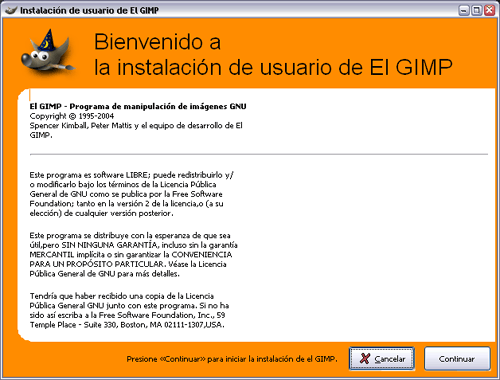 Instalación de usuario de El GIMP
Bienvenido a
la instalación de usuario de El GIMP
El GIMP - Programa de manipulación de imágenes GNU
Copyright © 1995-2004
Spencer Kimball, Peter Mattis y el equipo de desarrollo de El
GIMP.
Este programa es software LIBRE; puede redistribuirlo y/
o modificarlo bajo los términos de la Licencia Pública
General de GNU como se publica por la Free Software
Foundation; tanto en la versión 2 de la licencia,o (a su
elección) de cualquier versión posterior.
Este programa se distribuye con la esperanza de que sea
útil,pero SIN NINGUNA GARANTÍA, incluso sin la garantía
MERCANTIL implícita o sin garantizar la CONVENIENCIA
PARA UN PROPÓSITO PARTICULAR. Véase la Licencia
Pública General de GNU para más detalles.
Tendría que haber recibido una copia de la Licencia
Pública General de GNU junto con este programa. Si no ha
sido así escriba a la Free Software Foundation, Inc., 59
Temple Place - Suite 330, Boston, MA 02111-1307,USA.
Presione «Continuar» para iniciar la instalación de el GIMP.
Cancelar
Continuar